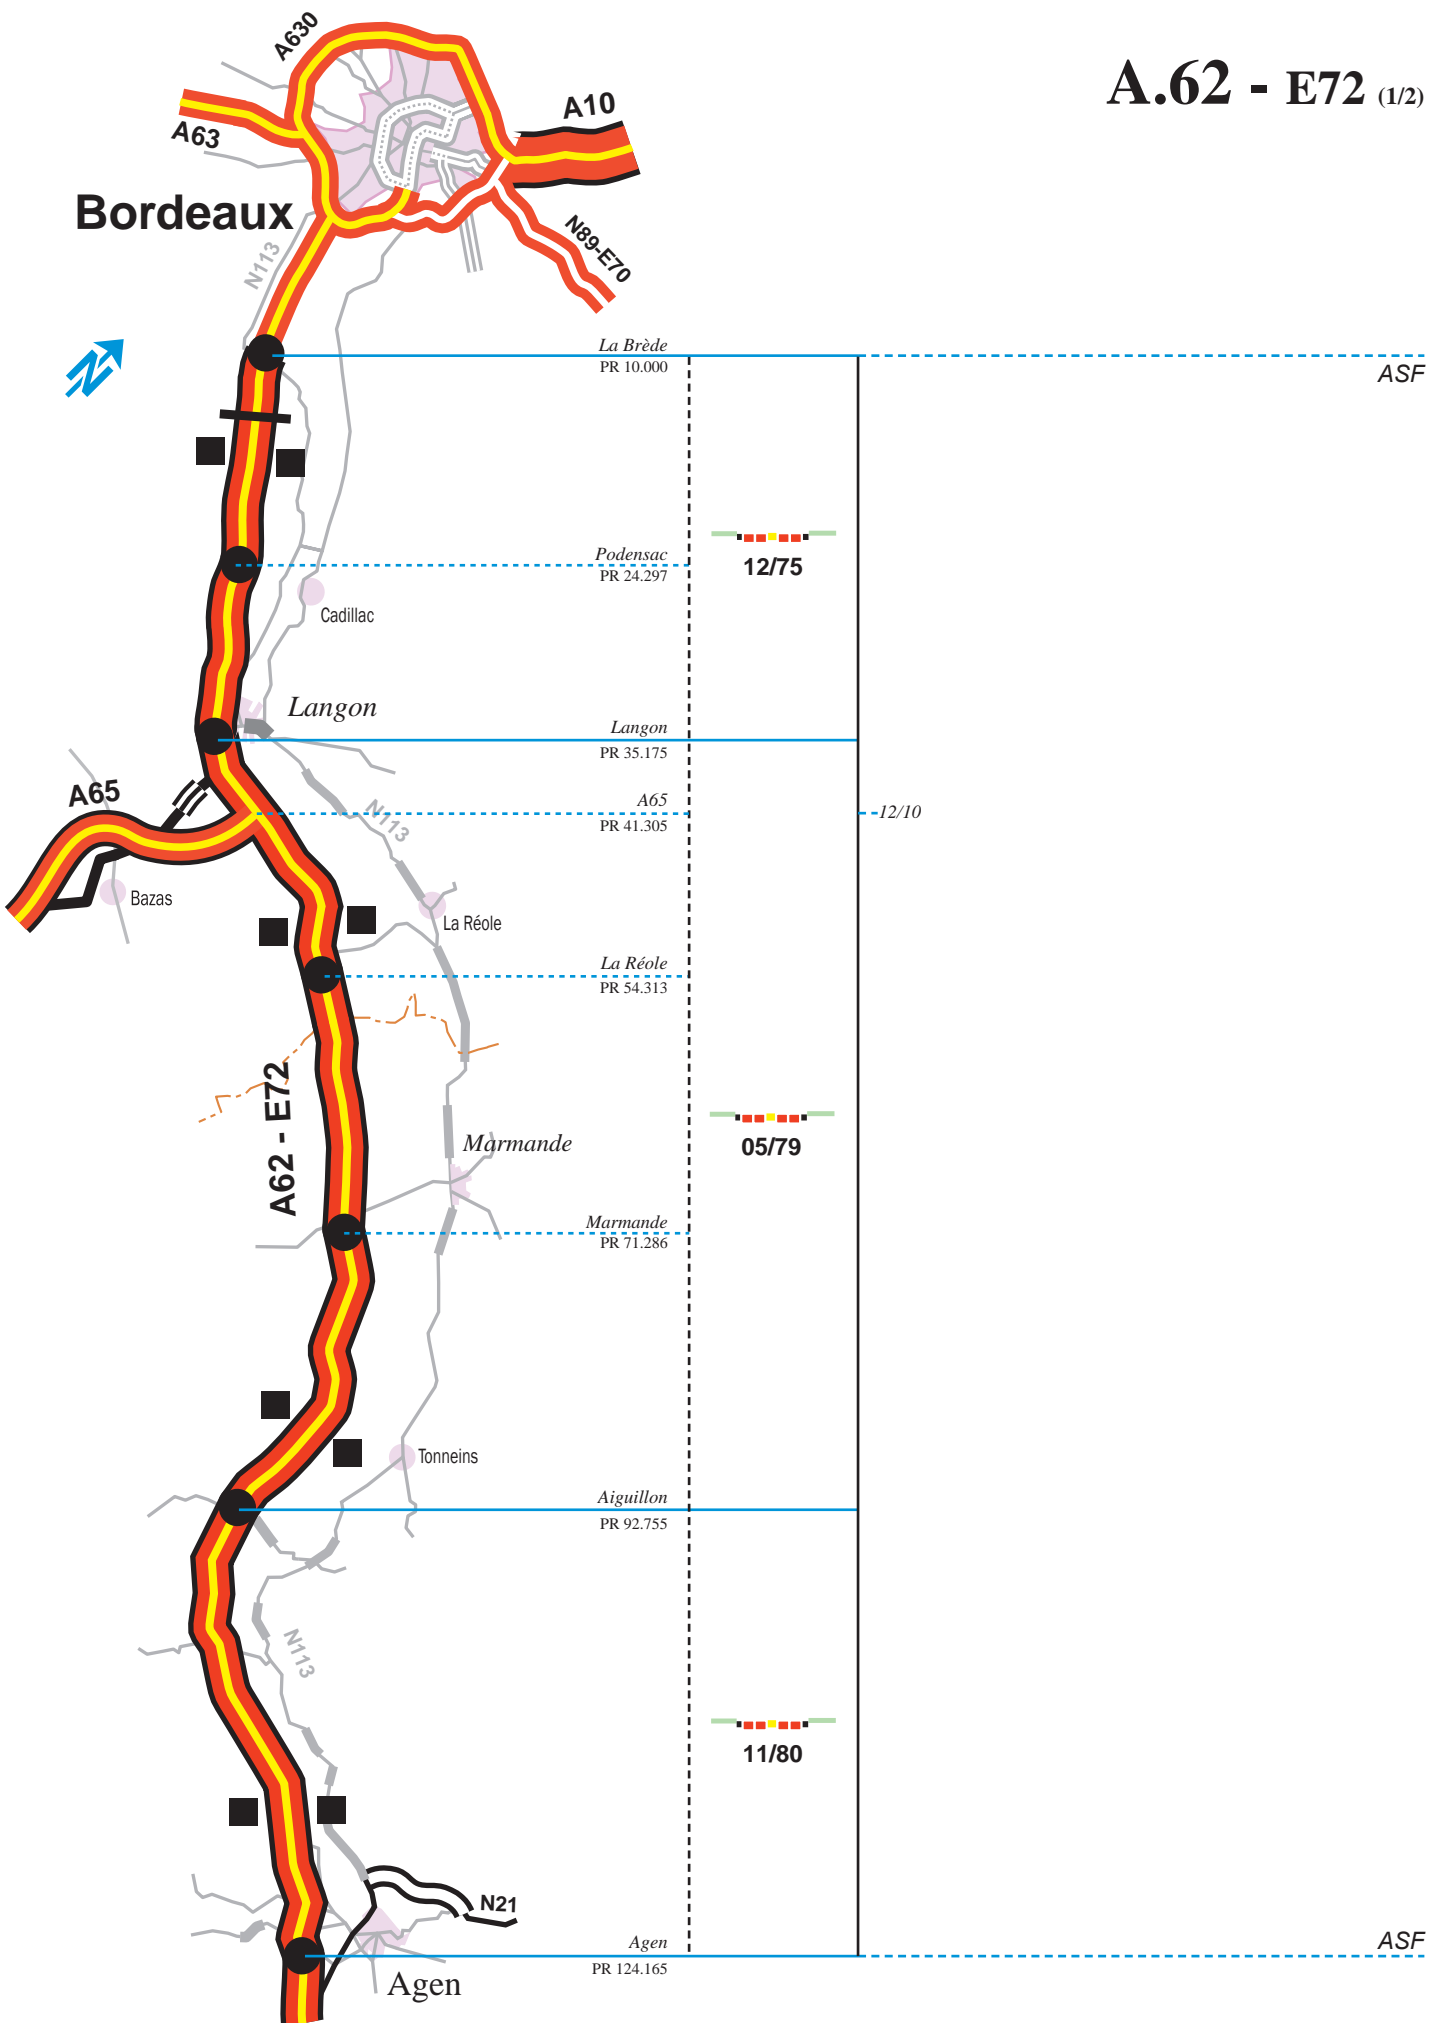 A.62 - E72 (1/2)
A630
A10
A63
Bordeaux
N89-E70
N113
N
La Brède
PR 10.000
ASF
Podensac
PR 24.297
12/75
Cadillac
Langon
Langon
PR 35.175
A65
A65
PR 41.305
12/10
N113
Bazas
La Réole
La Réole
PR 54.313
A62 - E72
05/79
Marmande
Marmande
PR 71.286
Tonneins
Aiguillon
PR 92.755
N113
11/80
N21
Agen
PR 124.165
ASF
Agen